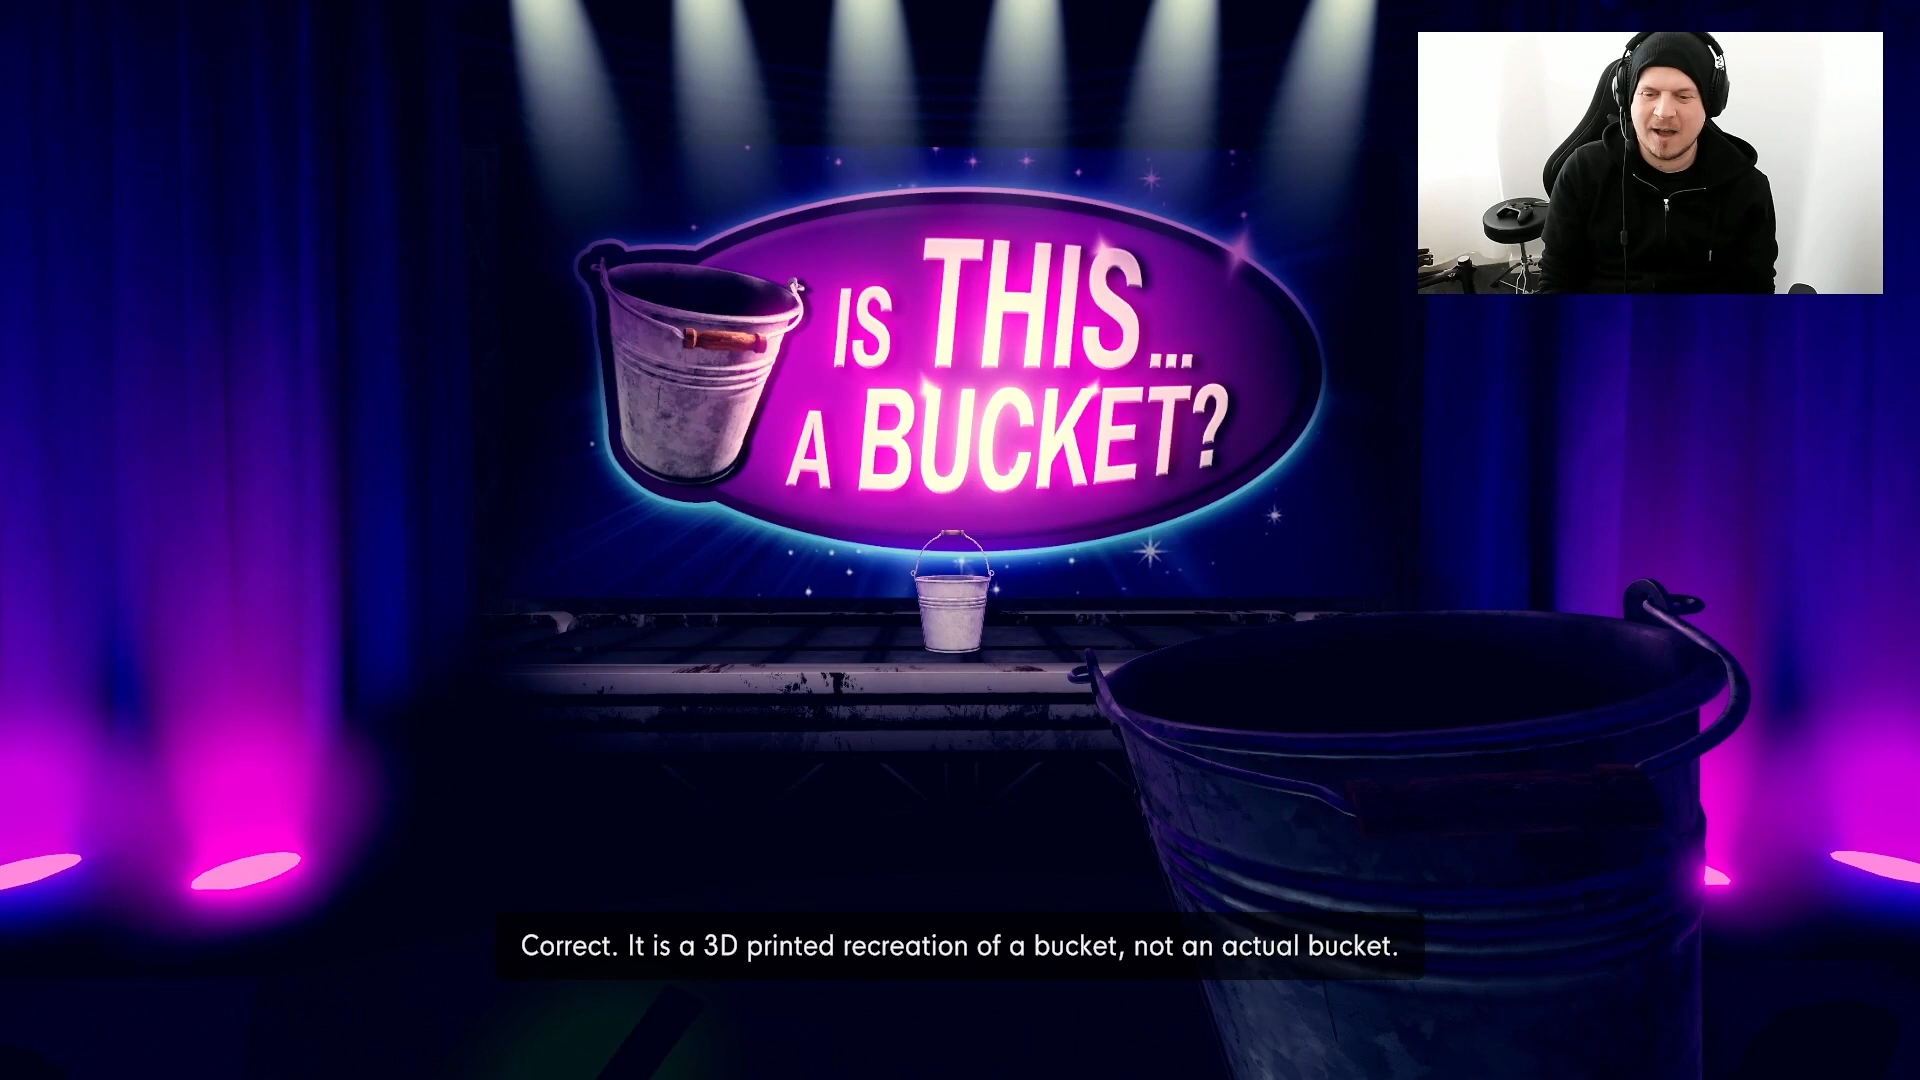 IS THIS...
A BUCKET?
Correct. It is a 3D printed recreation of a bucket, not an actual bucket.